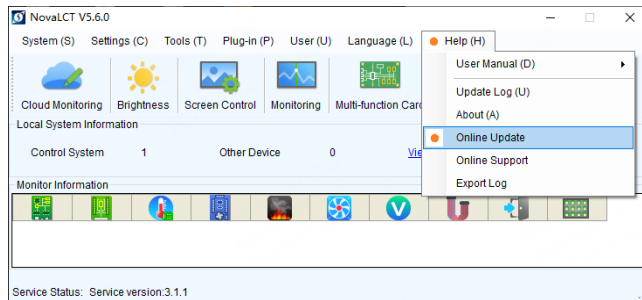 NovaLCT V5.6.0
System (S) Settings (C) Tools (T) Plug-in (P) User (U) Language (L) Help (H)
User Manual (D)
Update Log (U)
About (A)
Online Update
Online Support
Export Log
Cloud Monitoring Brightness Screen Control Monitoring Multi-function Card
Local System Information
Control System 1 Other Device 0
Monitor Information
V
Service Status: Service version:3.1.1